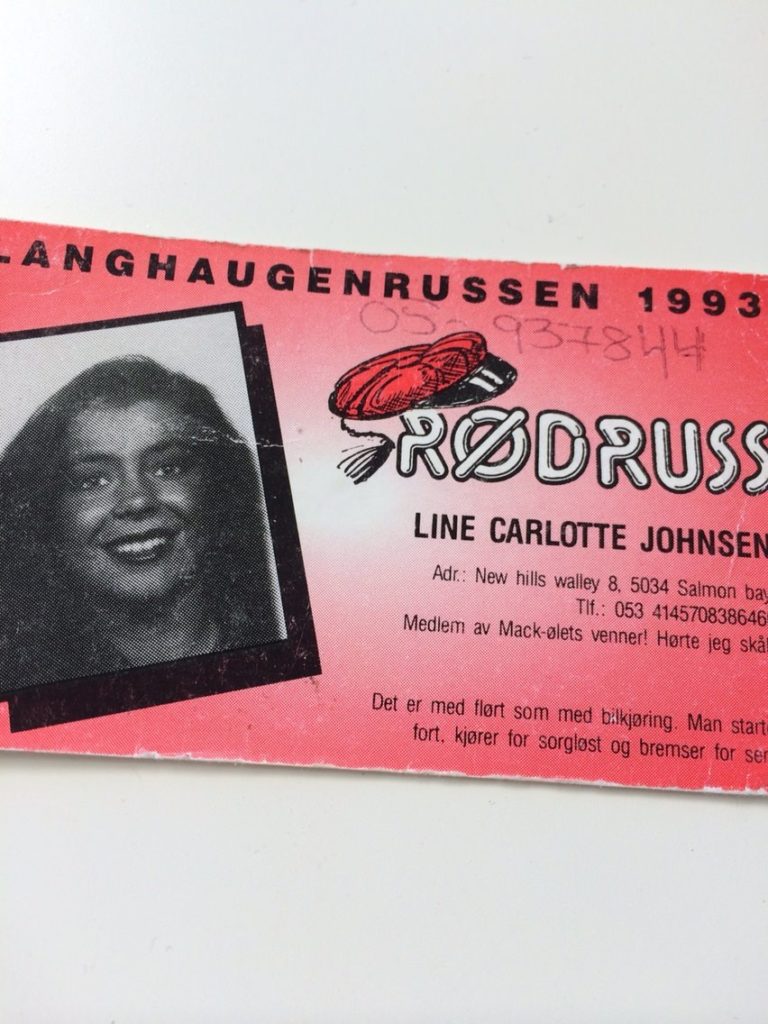 LANGHAUGENRUSSEN 1993
05-937844
RØDRUSS
LINE CARLOTTE JOHNSEN
Adr.: New hills walley 8, 5034 Salmon bay
Tlf.: 053 414570838646
Medlem av Mack-ølets venner! Hørte jeg skål
Det er med flørt som med bilkjøring. Man starte
fort, kjører for sorgløst og bremser for sen